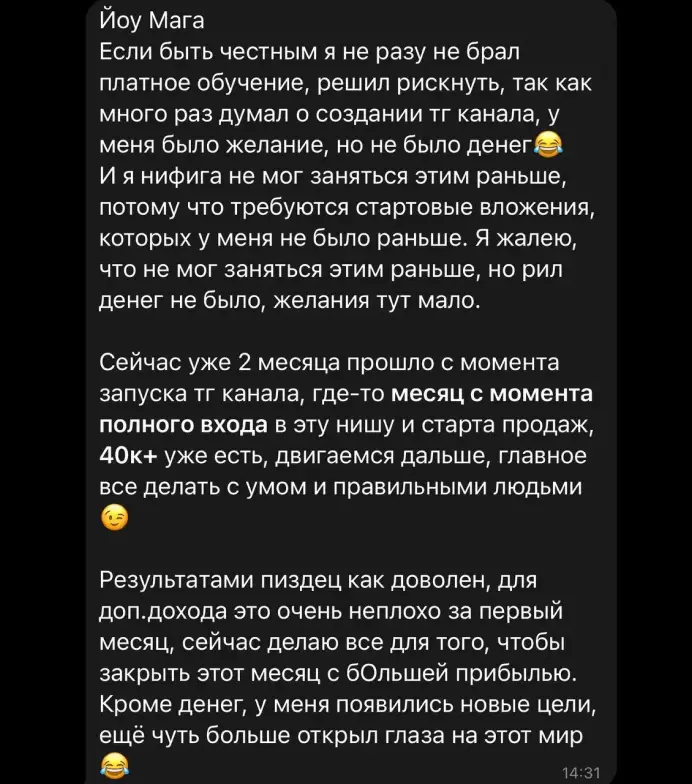 Йоу Мага
Если быть честным я не разу не брал
платное обучение, решил рискнуть, так как
много раз думал о создании тг канала, у
меня было желание, но не было денег😂
И я нифига не мог заняться этим раньше,
потому что требуются стартовые вложения,
которых у меня не было раньше. Я жалею,
что не мог заняться этим раньше, но рил
денег не было, желания тут мало.
Сейчас уже 2 месяца прошло с момента
запуска тг канала, где-то месяц с момента
полного входа в эту нишу и старта продаж,
40к+ уже есть, двигаемся дальше, главное
все делать с умом и правильными людьми
😉
Результатами пиздец как доволен, для
доп.дохода это очень неплохо за первый
месяц, сейчас делаю все для того, чтобы
закрыть этот месяц с бОльшей прибылью.
Кроме денег, у меня появились новые цели,
ещё чуть больше открыл глаза на этот мир
😂
14:31